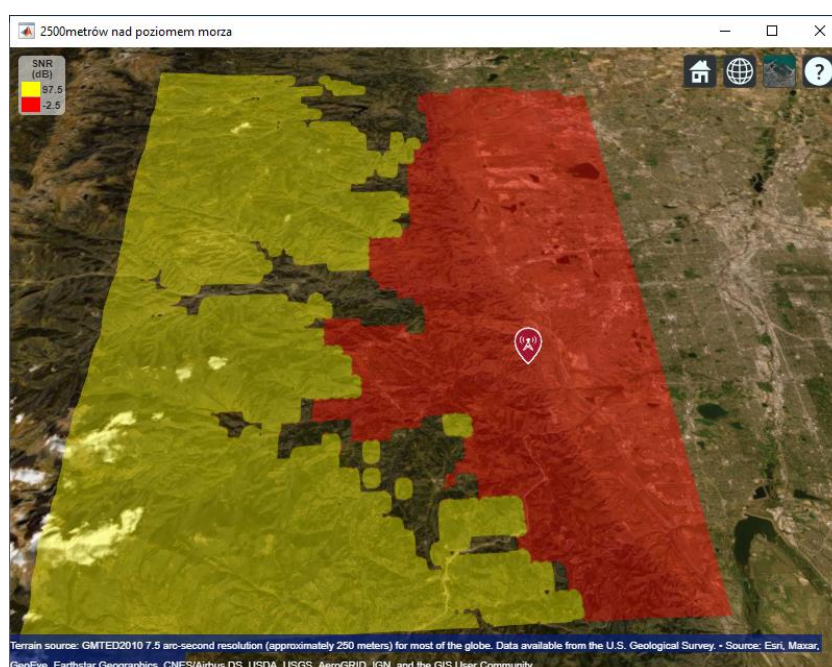 2500metrów nad poziomem morza
SNR
(dB)
97.5
-2.5
?
Terrain source: GMTED2010 7.5 arc-second resolution (approximately 250 meters) for most of the globe. Data available from the U.S. Geological Survey. • Source: Esri, Maxar,
GeoEye, Earthstar Geographics, CNES/Airbus DS, USDA, USGS, AeroGRID, IGN, and the GIS User Community